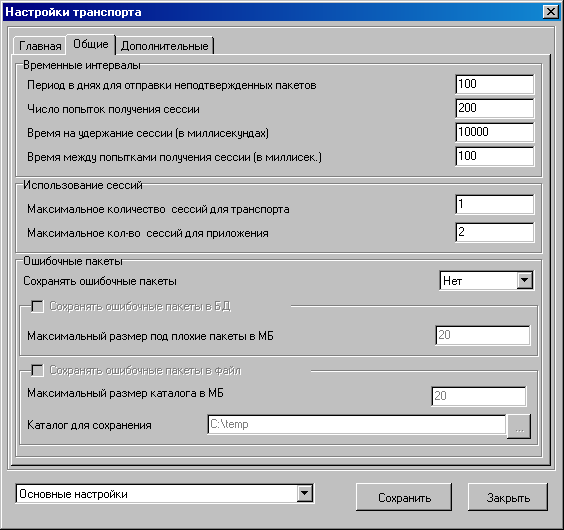 Настройки транспорта
Главная Общие Дополнительные
Временные интервалы
Период в днях для отправки неподтвержденных пакетов 100
Число попыток получения сессии 200
Время на удержание сессии (в миллисекундах) 10000
Время между попытками получения сессии (в миллисек.) 100
Использование сессий
Максимальное количество сессий для транспорта 1
Максимальное кол-во сессий для приложения 2
Ошибочные пакеты
Сохранять ошибочные пакеты Нет
Сохранять ошибочные пакеты в БД
Максимальный размер под плохие пакеты в МБ 20
Сохранять ошибочные пакеты в файл
Максимальный размер каталога в МБ 20
Каталог для сохранения C:\temp ...
Основные настройки Сохранить Закрыть